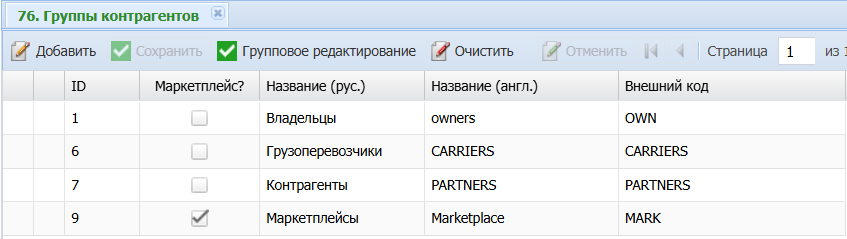 76. Группы контрагентов
Добавить Сохранить Групповое редактирование Очистить Отменить Страница 1 из 1
ID Маркетплейс? Название (рус.) Название (англ.) Внешний код
1 Владельцы owners OWN
6 Грузоперевозчики CARRIERS CARRIERS
7 Контрагенты PARTNERS PARTNERS
9 Маркетплейсы Marketplace MARK